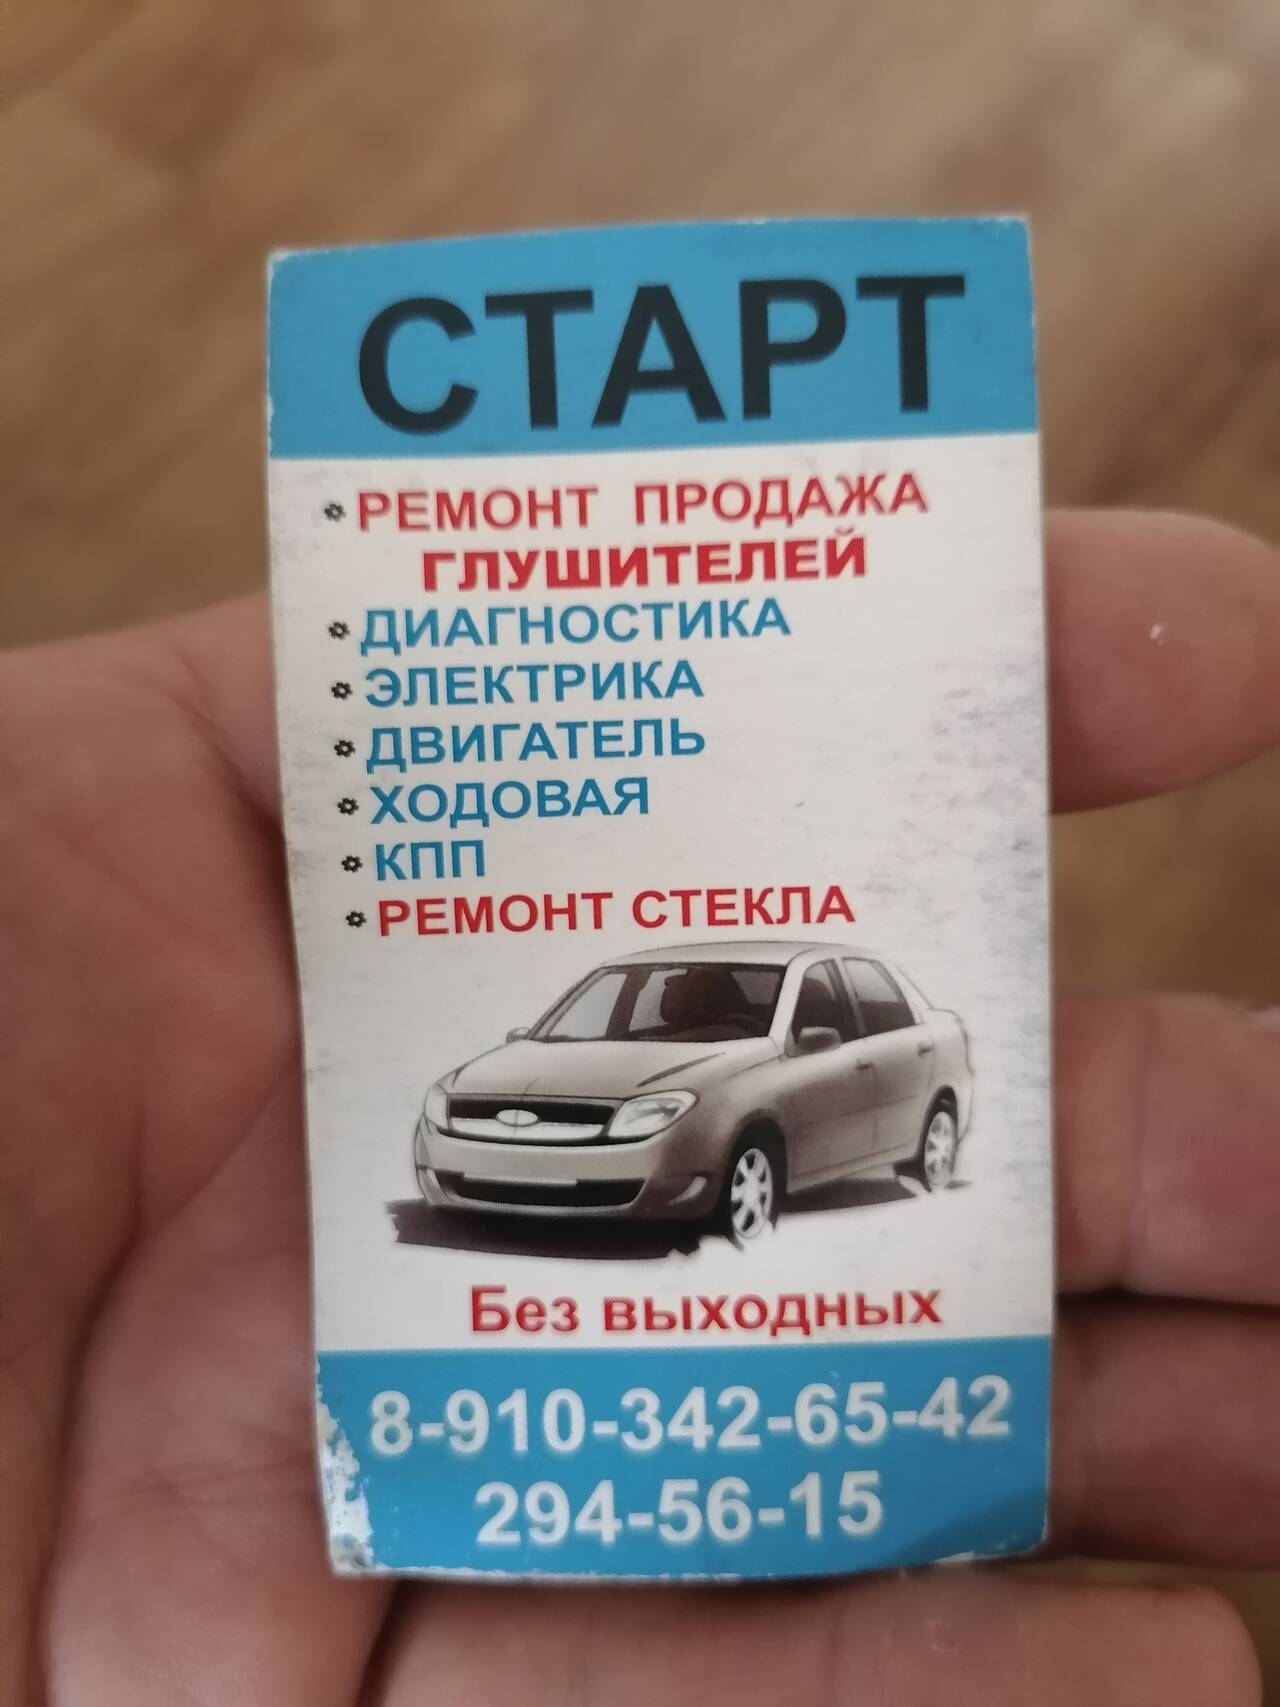 СТАРТ
РЕМОНТ ПРОДАЖА
ГЛУШИТЕЛЕЙ
ДИАГНОСТИКА
ЭЛЕКТРИКА
ДВИГАТЕЛЬ
ХОДОВАЯ
КПП
РЕМОНТ СТЕКЛА
Без выходных
8-910-342-65-42
294-56-15